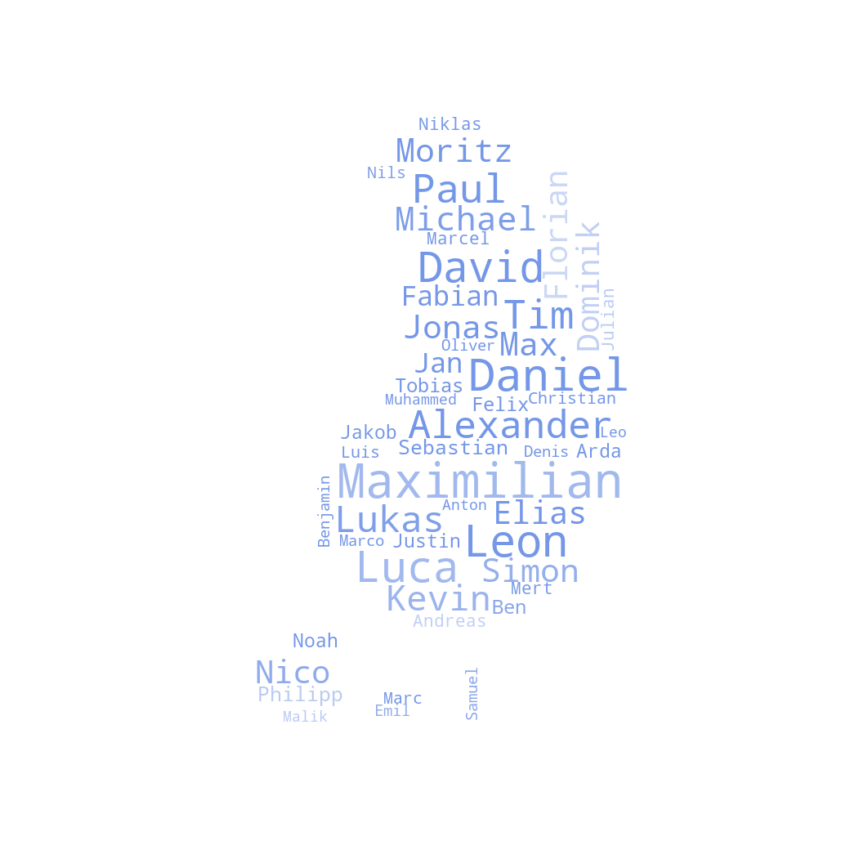 Niklas
Moritz
Nils
Paul
Florian
Michael
Marcel
Dominik
David
Fabian
Tim
Julian
Jonas
Oliver
Max
Jan
Daniel
Tobias
Muhammed
Felix
Christian
Alexander
Jakob
Leo
Sebastian
Luis
Denis
Arda
Maximilian
Benjamin
Anton
Elias
Lukas
Marco
Justin
Leon
Luca
Simon
Mert
Kevin
Ben
Andreas
Noah
Nico
Philipp
Marc
Samuel
Emil
Malik